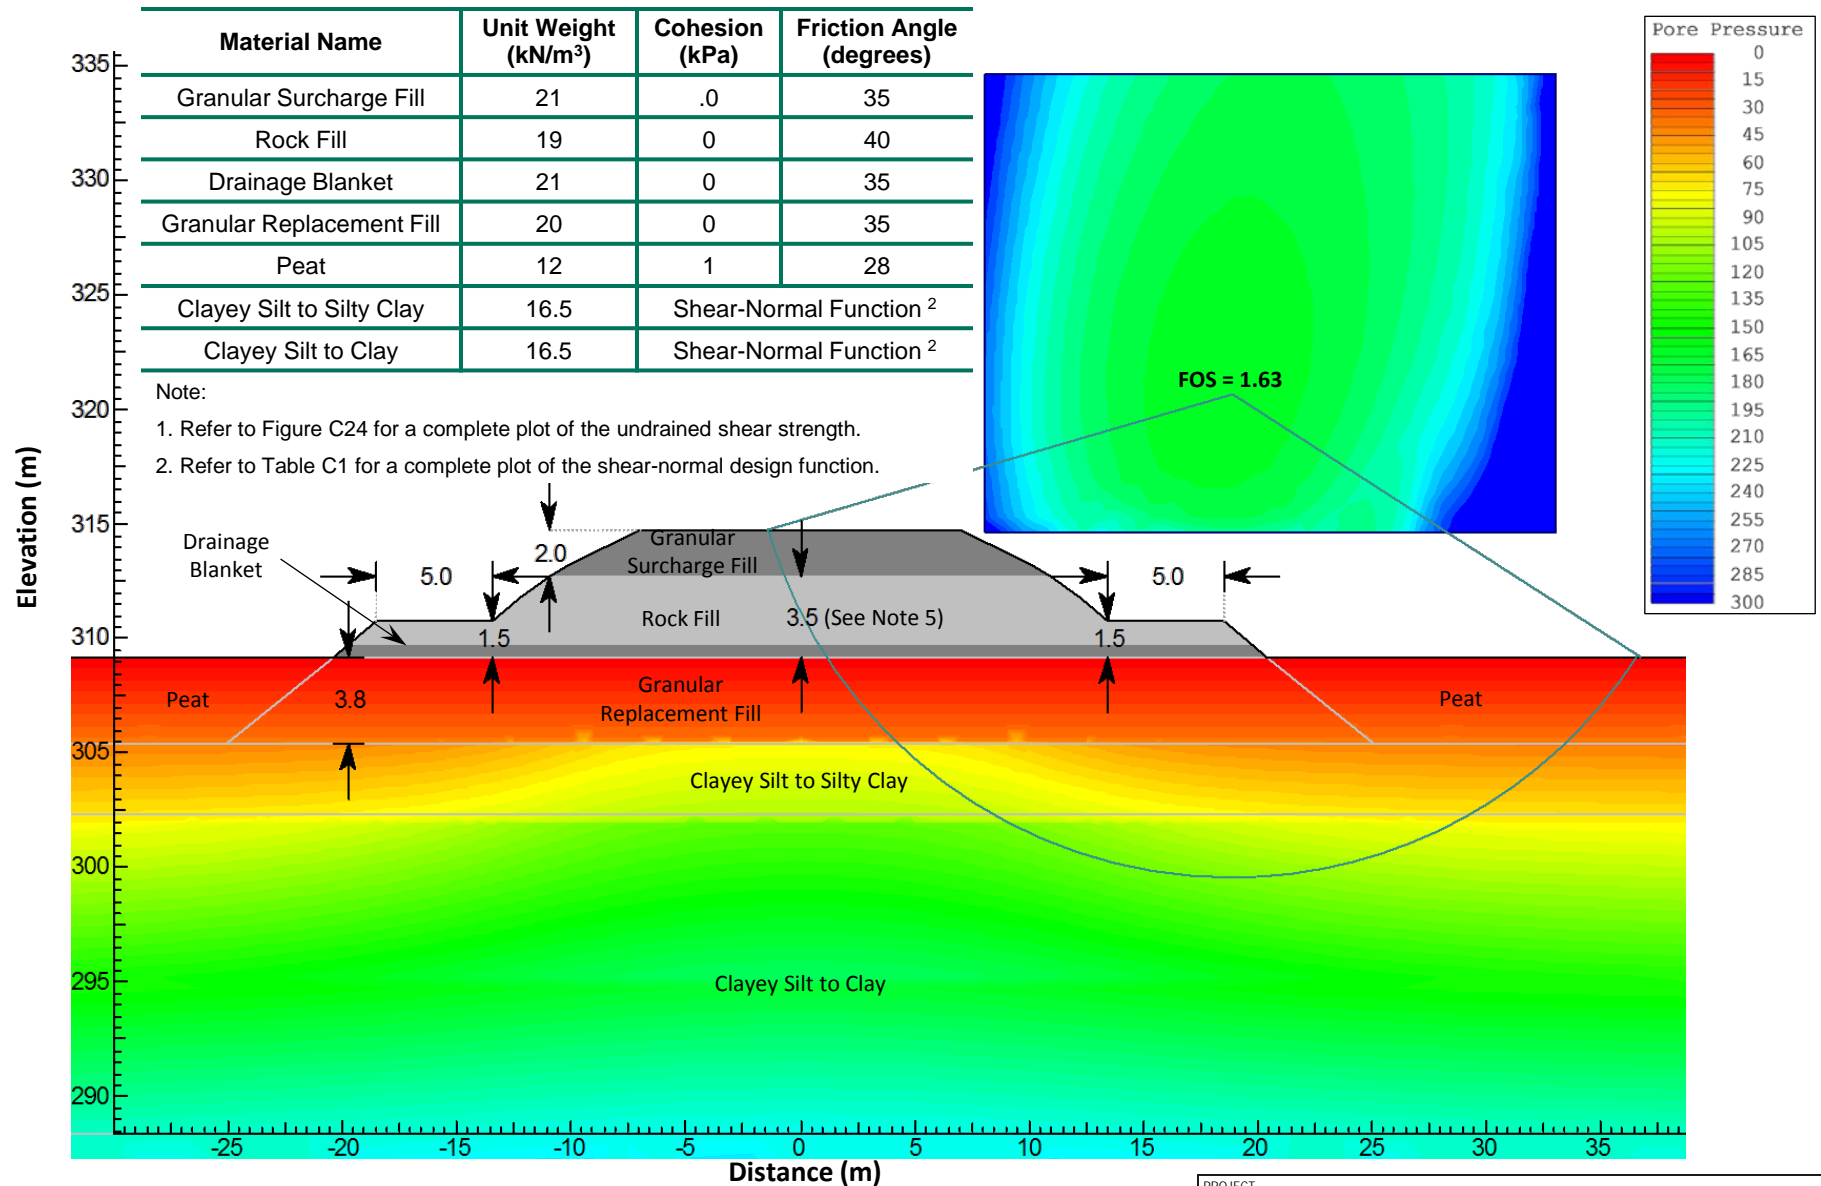 Material Name Unit Weight (kN/m³) Cohesion (kPa) Friction Angle (degrees)
Granular Surcharge Fill 21 .0 35
Rock Fill 19 0 40
Drainage Blanket 21 0 35
Granular Replacement Fill 20 0 35
Peat 12 1 28
Clayey Silt to Silty Clay 16.5 Shear-Normal Function ²
Clayey Silt to Clay 16.5 Shear-Normal Function ²
Note:
1. Refer to Figure C24 for a complete plot of the undrained shear strength.
2. Refer to Table C1 for a complete plot of the shear-normal design function.
Pore Pressure
0
15
30
45
60
75
90
105
120
135
150
165
180
195
210
225
240
255
270
285
300
FOS = 1.63
Elevation (m)
335
330
325
320
315
310
305
300
295
290
Drainage
Blanket
5.0
2.0
Granular
Surcharge Fill
5.0
1.5
Rock Fill
3.5 (See Note 5)
1.5
Peat
3.8
Granular
Replacement Fill
Peat
Clayey Silt to Silty Clay
Clayey Silt to Clay
-25 -20 -15 -10 -5 0 5 10 15 20 25 30 35
Distance (m)
PROJECT